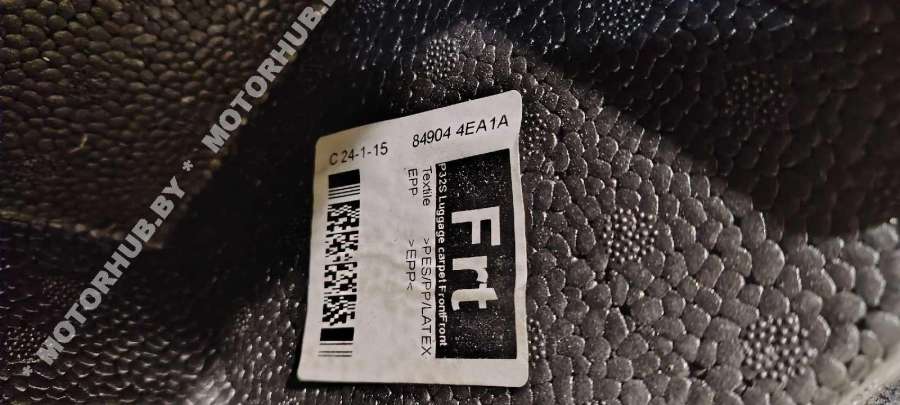 C 24-1-15 84904 4EA1A
Frt
P32S Luggage carpet FrontFront
Textile >PES/PP/LATEX
EPP >EPP<
* MOTORHUB.BY * MOTORHUB.BY